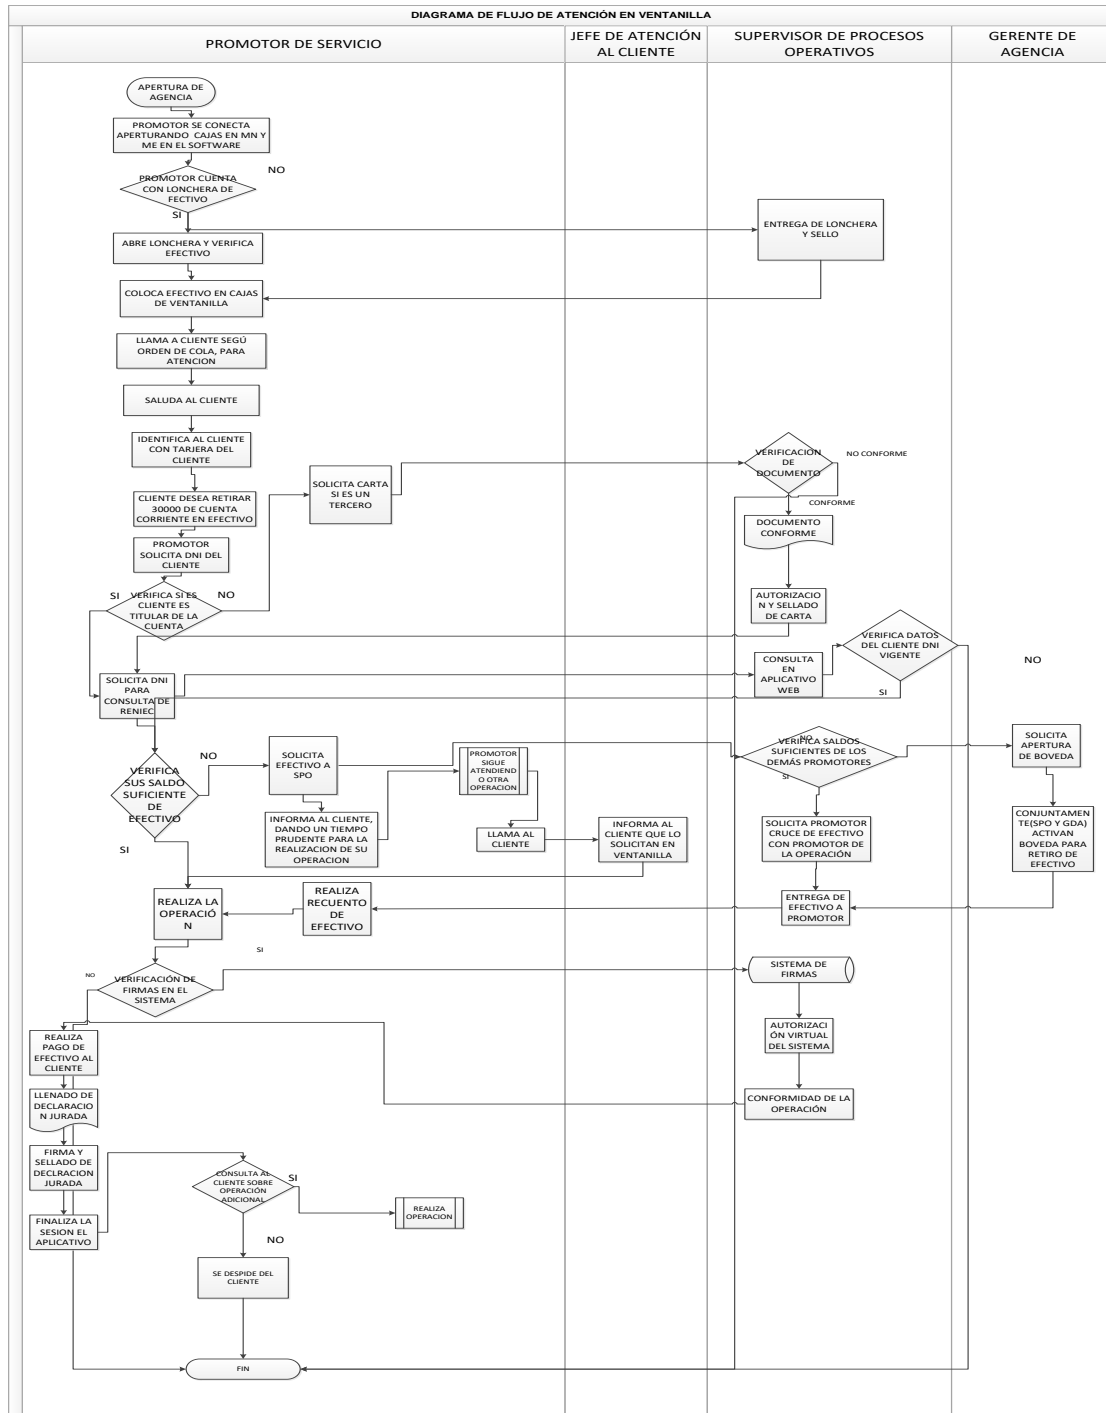 DIAGRAMA DE FLUJO DE ATENCIÓN EN VENTANILLA
PROMOTOR DE SERVICIO
JEFE DE ATENCIÓN
AL CLIENTE
SUPERVISOR DE PROCESOS
OPERATIVOS
GERENTE DE
AGENCIA
APERTURA DE
AGENCIA
PROMOTOR SE CONECTA
APERTURANDO CAJAS EN MN Y
ME EN EL SOFTWARE
NO
PROMOTOR CUENTA
CON LONCHERA DE
FECTIVO
SI
ENTREGA DE LONCHERA
Y SELLO
ABRE LONCHERA Y VERIFICA
EFECTIVO
COLOCA EFECTIVO EN CAJAS
DE VENTANILLA
LLAMA A CLIENTE SEGÚ
ORDEN DE COLA, PARA
ATENCION
SALUDA AL CLIENTE
IDENTIFICA AL CLIENTE
CON TARJERA DEL
CLIENTE
SOLICITA CARTA
SI ES UN
TERCERO
VERIFICACIÓN
DE
DOCUMENTO
NO CONFORME
CONFORME
CLIENTE DESEA RETIRAR
30000 DE CUENTA
CORRIENTE EN EFECTIVO
DOCUMENTO
CONFORME
PROMOTOR
SOLICITA DNI DEL
CLIENTE
SI
VERIFICA SI ES
CLIENTE ES
TITULAR DE LA
CUENTA
NO
AUTORIZACIO
N Y SELLADO
DE CARTA
VERIFICA DATOS
DEL CLIENTE DNI
VIGENTE
NO
SI
SOLICITA DNI
PARA
CONSULTA DE
RENIEC
CONSULTA
EN
APLICATIVO
WEB
VERIFICA
SUS SALDO
SUFICIENTE
DE
EFECTIVO
NO
SI
SOLICITA
EFECTIVO A
SPO
PROMOTOR
SIGUE
ATENDIEND
O OTRA
OPERACION
NO
VERIFICA SALDOS
SUFICIENTES DE LOS
DEMÁS PROMOTORES
SI
SOLICITA
APERTURA
DE BOVEDA
INFORMA AL CLIENTE,
DANDO UN TIEMPO
PRUDENTE PARA LA
REALIZACION DE SU
OPERACION
LLAMA AL
CLIENTE
INFORMA AL
CLIENTE QUE LO
SOLICITAN EN
VENTANILLA
SOLICITA PROMOTOR
CRUCE DE EFECTIVO
CON PROMOTOR DE
LA OPERACIÓN
CONJUNTAMEN
TE(SPO Y GDA)
ACTIVAN
BOVEDA PARA
RETIRO DE
EFECTIVO
REALIZA LA
OPERACIÓ
N
REALIZA
RECUENTO
DE
EFECTIVO
ENTREGA DE
EFECTIVO A
PROMOTOR
SI
NO
VERIFICACIÓN DE
FIRMAS EN EL
SISTEMA
SISTEMA DE
FIRMAS
REALIZA
PAGO DE
EFECTIVO AL
CLIENTE
AUTORIZACI
ÓN VIRTUAL
DEL SISTEMA
LLENADO DE
DECLARACIO
N JURADA
CONFORMIDAD DE LA
OPERACIÓN
FIRMA Y
SELLADO DE
DECLRACION
JURADA
CONSULTA AL
CLIENTE SOBRE
OPERACIÓN
ADICIONAL
SI
REALIZA
OPERACION
FINALIZA LA
SESION EL
APLICATIVO
NO
SE DESPIDE DEL
CLIENTE
FIN